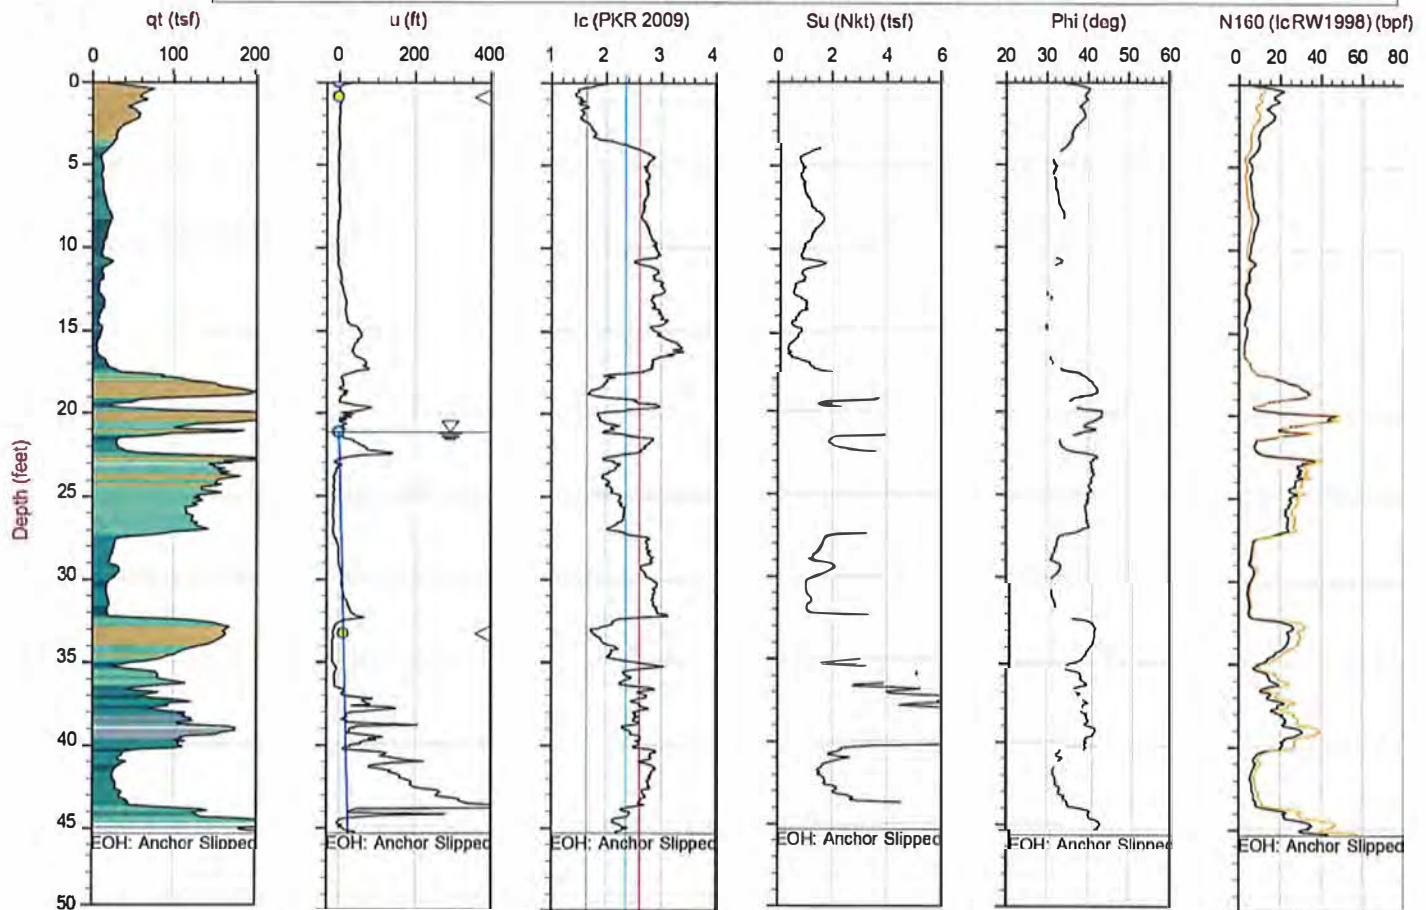 qt (tsf) u (ft) Ic (PKR 2009) Su (Nkt) (tsf) Phi (deg) N160 (IcRW1998) (bpf)
0 100 200 0 200 400 1 2 3 4 0 2 4 6 20 30 40 50 60 0 20 40 60 80
0
5
10
15
20
25
30
35
40
45
50
Depth (feet)
EOH: Anchor Slipped EOH: Anchor Slipped EOH: Anchor Slipped EOH: Anchor Slipped EOH: Anchor Slipped EOH: Anchor Slipped